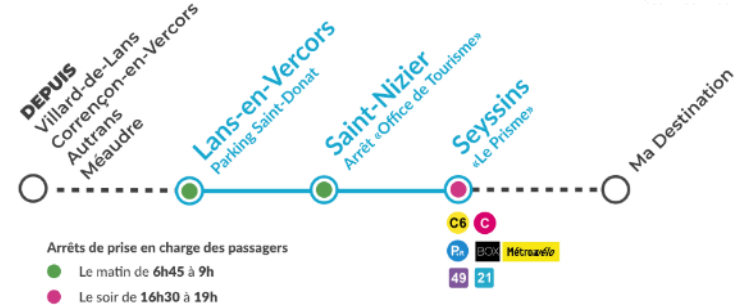 DEPUIS
Villard-de-Lans
Corrençon-en-Vercors
Autrans
Méaudre
Lans-en-Vercors
Parking Saint-Donat
Saint-Nizier
Arrêt «Office de Tourisme»
Seyssins
«Le Prisme»
Ma Destination
C6 C
P+R BOX Métrovélo
49 21
Arrêts de prise en charge des passagers
Le matin de 6h45 à 9h
Le soir de 16h30 à 19h